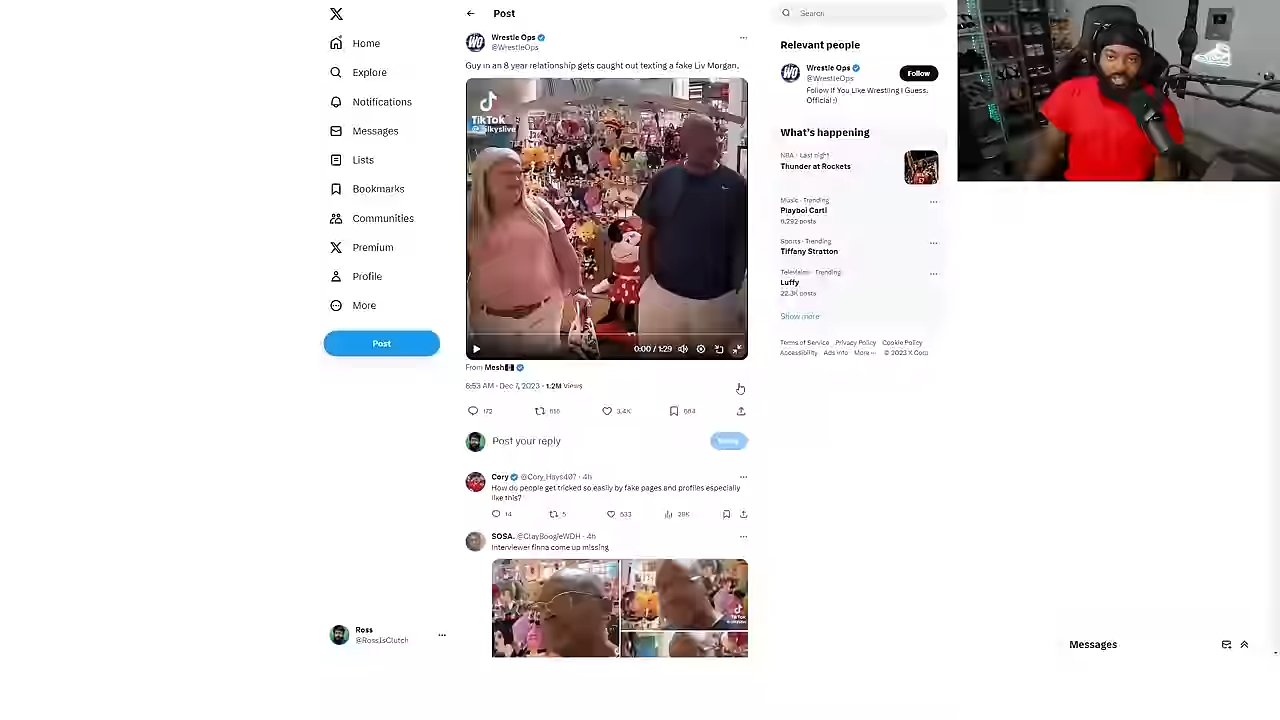 Post
Search
Wrestle Ops
@WrestleOps
Guy in an 8 year relationship gets caught out texting a fake Liv Morgan.
TikTok
0:00 / 1:29
From Mesh
6:53 AM · Dec 7, 2023 · 1.2M Views
172
616
3.4K
684
Post your reply
Cory @Cory_Hays407 · 4h
How do people get tricked so easily by fake pages and profiles especially
like this?
14
5
533
28K
SOSA. @ClayBoogieWDH · 4h
Interviewer finna come up missing
TikTok
Home
Explore
Notifications
Messages
Lists
Bookmarks
Communities
Premium
Profile
More
Post
Ross
@RossIsClutch
Relevant people
Wrestle Ops
@WrestleOps
Follow
Follow If You Like Wrestling I Guess.
Official ;)
What's happening
NBA · Last night
Thunder at Rockets
Music · Trending
Playboi Carti
6,292 posts
Sports · Trending
Tiffany Stratton
Television · Trending
Luffy
22.3K posts
Show more
Terms of Service Privacy Policy Cookie Policy
Accessibility Ads info More ··· © 2023 X Corp
Messages